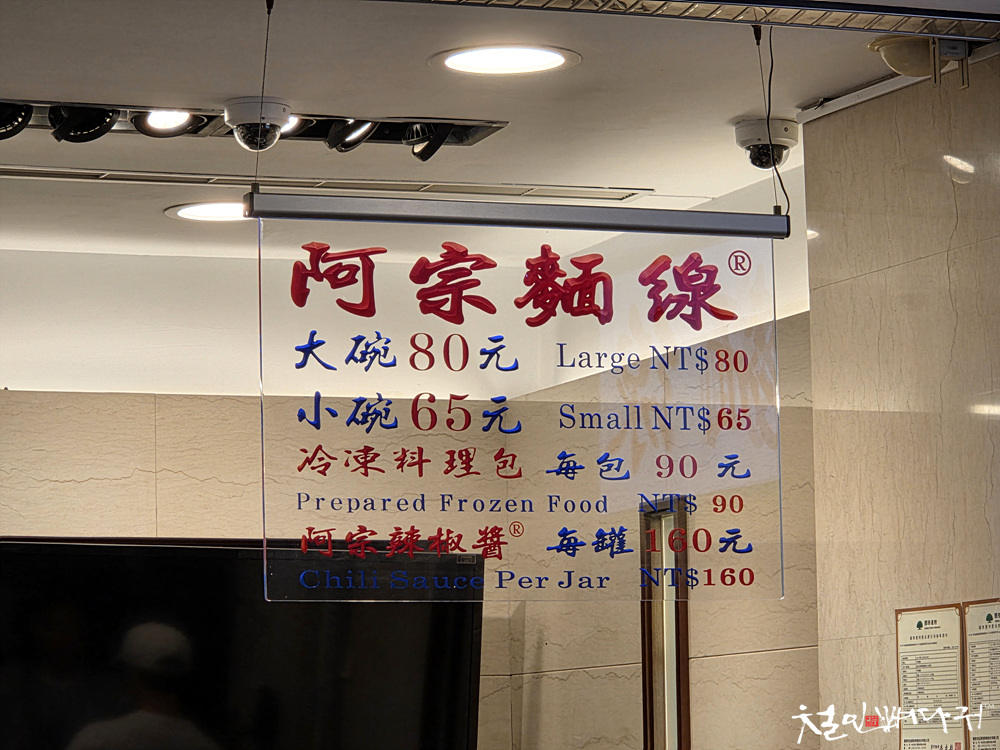 阿宗麵線®
大碗80元 Large NT$80
小碗65元 Small NT$65
冷凍料理包 每包 90 元
Prepared Frozen Food NT$ 90
阿宗辣椒醬® 每罐160元
Chili Sauce Per Jar NT$160